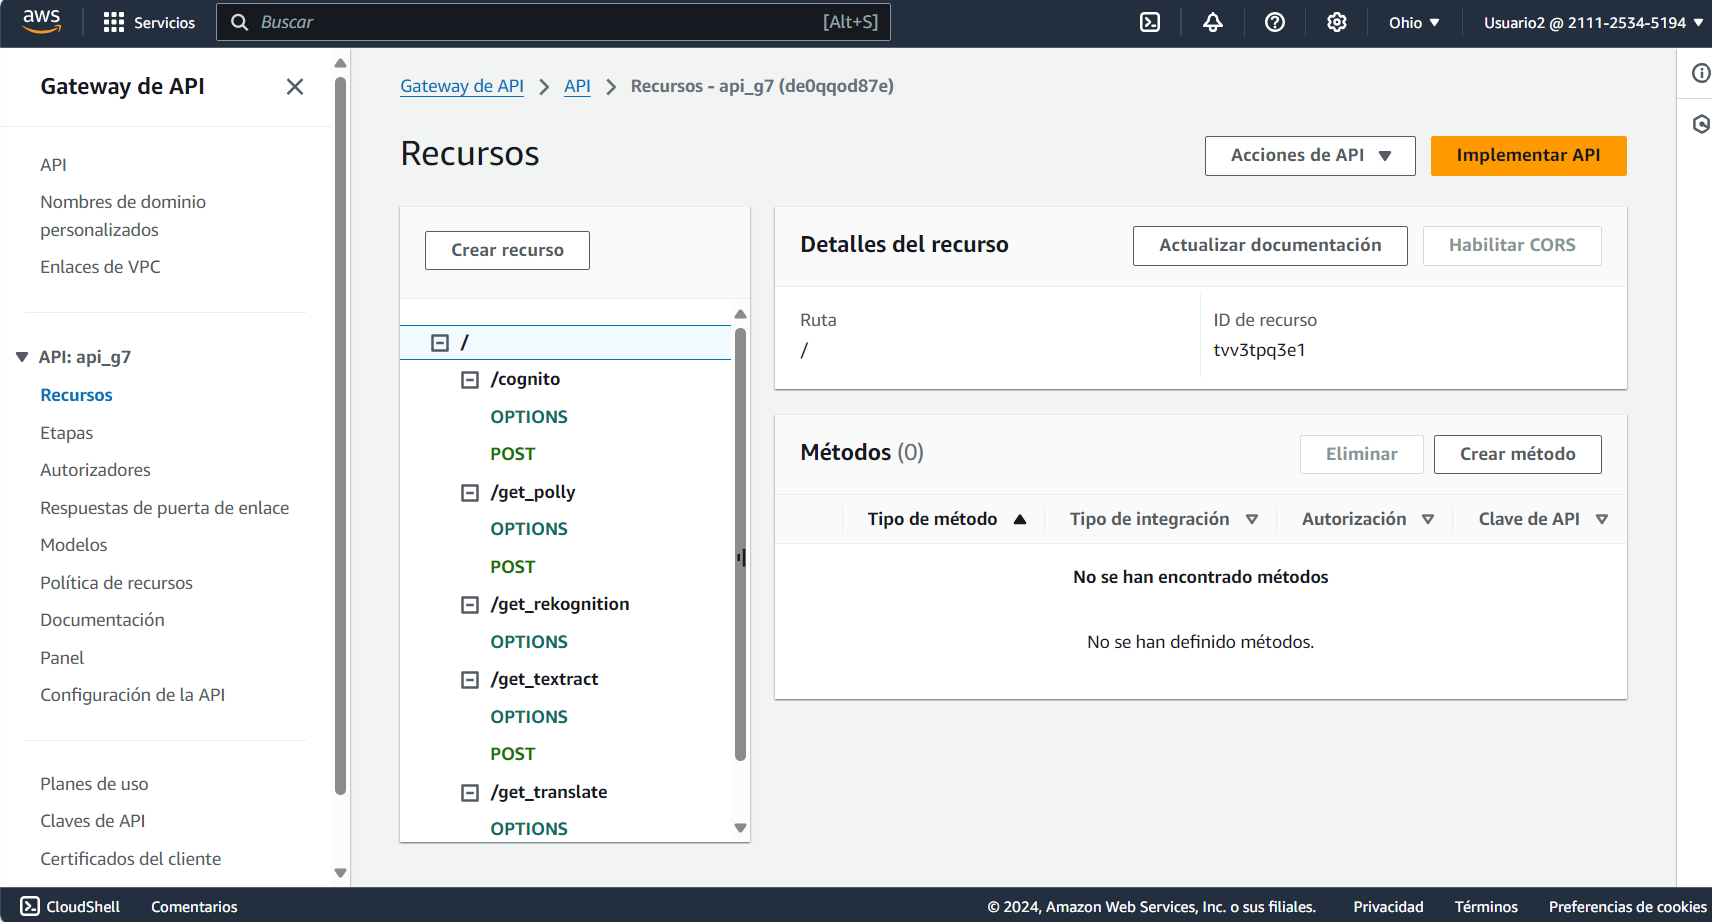 aws
Servicios
Buscar
[Alt+S]
Ohio
Usuario2 @ 2111-2534-5194
Gateway de API
API
Nombres de dominio
personalizados
Enlaces de VPC
API: api_g7
Recursos
Etapas
Autorizadores
Respuestas de puerta de enlace
Modelos
Política de recursos
Documentación
Panel
Configuración de la API
Planes de uso
Claves de API
Certificados del cliente
Gateway de API
API
Recursos - api_g7 (de0qqod87e)
Recursos
Acciones de API
Implementar API
Crear recurso
/
/cognito
OPTIONS
POST
/get_polly
OPTIONS
POST
/get_rekognition
OPTIONS
/get_textract
OPTIONS
POST
/get_translate
OPTIONS
Detalles del recurso
Actualizar documentación
Habilitar CORS
Ruta
/
ID de recurso
tvv3tpq3e1
Métodos (0)
Eliminar
Crear método
Tipo de método
Tipo de integración
Autorización
Clave de API
No se han encontrado métodos
No se han definido métodos.
CloudShell
Comentarios
© 2024, Amazon Web Services, Inc. o sus filiales.
Privacidad
Términos
Preferencias de cookies